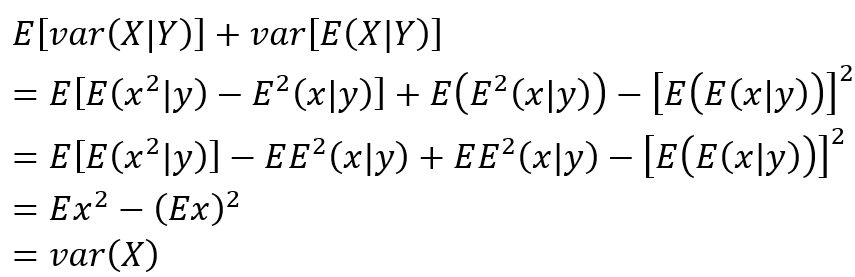 E[var(X|Y)] + var[E(X|Y)]
= E[E(x²|y) − E²(x|y)] + E(E²(x|y)) − [E(E(x|y))]²
= E[E(x²|y)] − EE²(x|y) + EE²(x|y) − [E(E(x|y))]²
= Ex² − (Ex)²
= var(X)